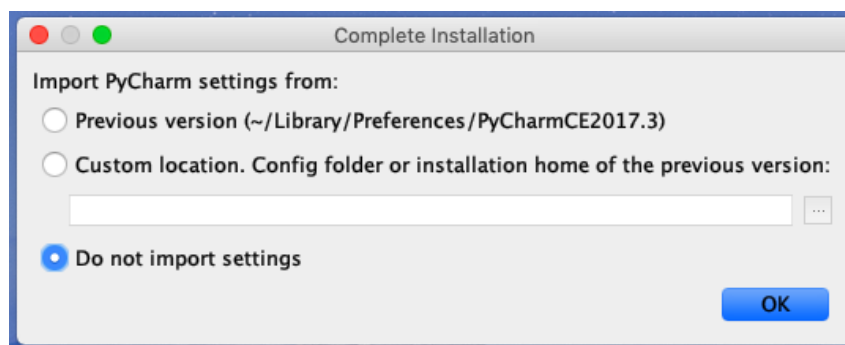 Complete Installation
Import PyCharm settings from:
Previous version (~/Library/Preferences/PyCharmCE2017.3)
Custom location. Config folder or installation home of the previous version:
...
Do not import settings
OK